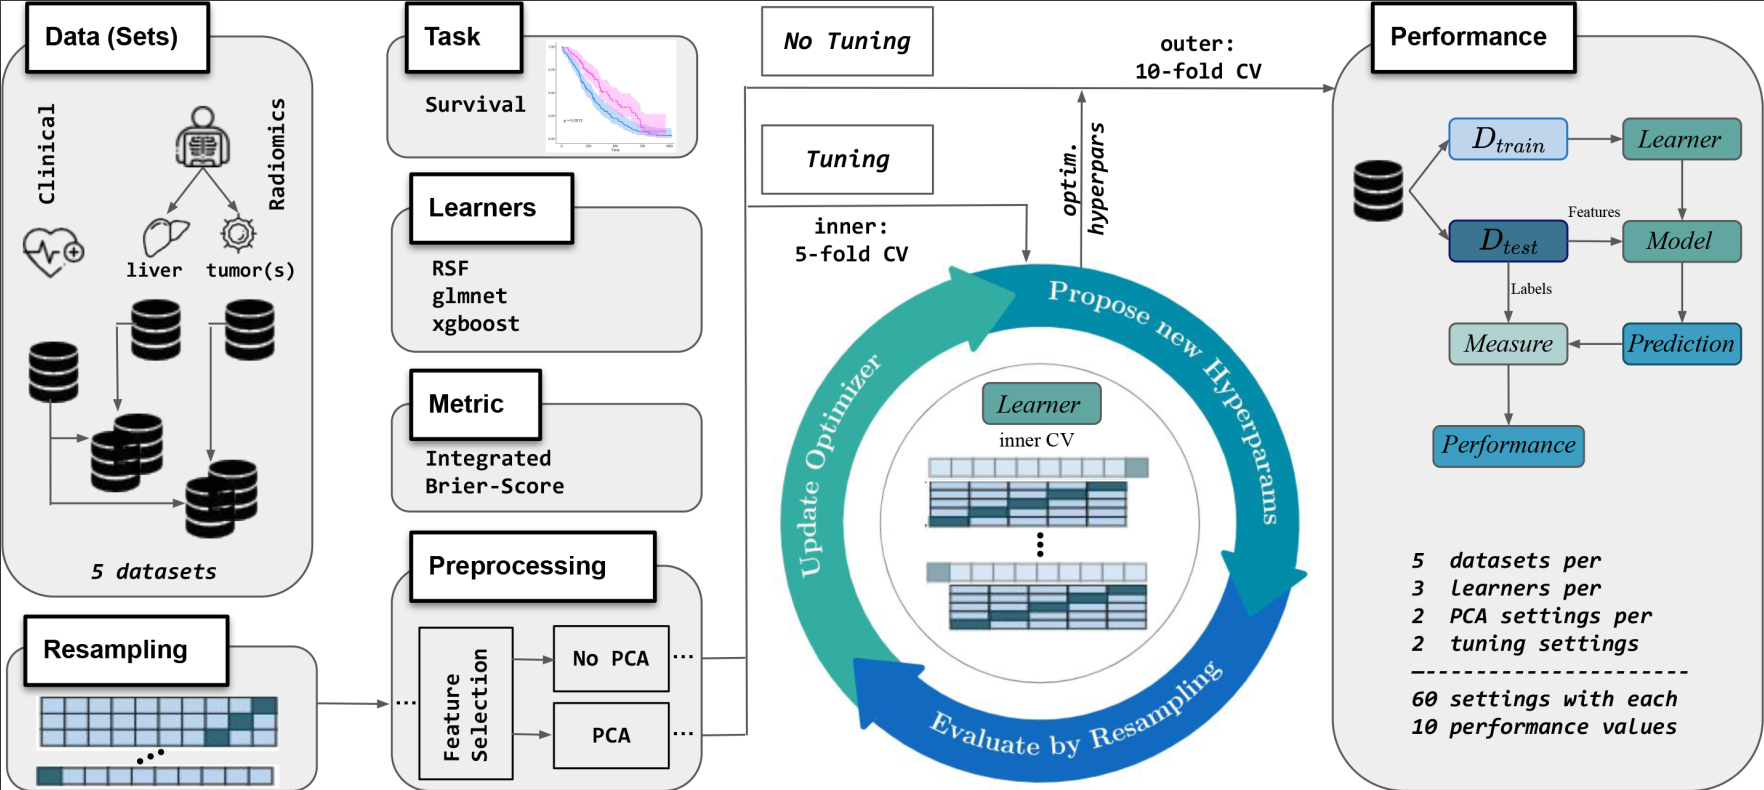 Data (Sets)
Clinical
Radiomics
liver
tumor(s)
5 datasets
Resampling
Task
Survival
Learners
RSF
glmnet
xgboost
Metric
Integrated
Brier-Score
Preprocessing
...
Feature
Selection
No PCA
...
PCA
...
No Tuning
Tuning
inner:
5-fold CV
outer:
10-fold CV
optim.
hyperpars
Propose new Hyperparams
Evaluate by Resampling
Update Optimizer
Learner
inner CV
Performance
D_train
Learner
Features
D_test
Model
Labels
Measure
Prediction
Performance
5 datasets per
3 learners per
2 PCA settings per
2 tuning settings
----------------------
60 settings with each
10 performance values